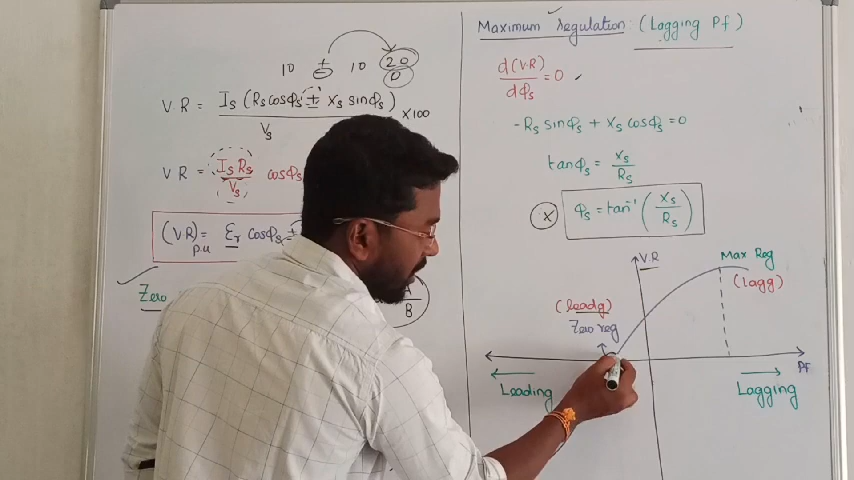 10 ± 10 20
0
V.R = Is (Rs cosΦs ± Xs sinΦs) ×100
Vs
V.R = Is Rs cosΦs
Vs
(V.R)p.u = Ɛr cosΦs ±
Zero
B
Maximum regulation : (Lagging Pf)
d(V.R)
dΦs = 0
-Rs sinΦs + Xs cosΦs = 0
tanΦs = Xs
Rs
(X) Φs = tan⁻¹ (Xs
Rs)
V.R
Max Reg
(lagg)
(leadg)
Zero reg
Pf
Leading
Lagging